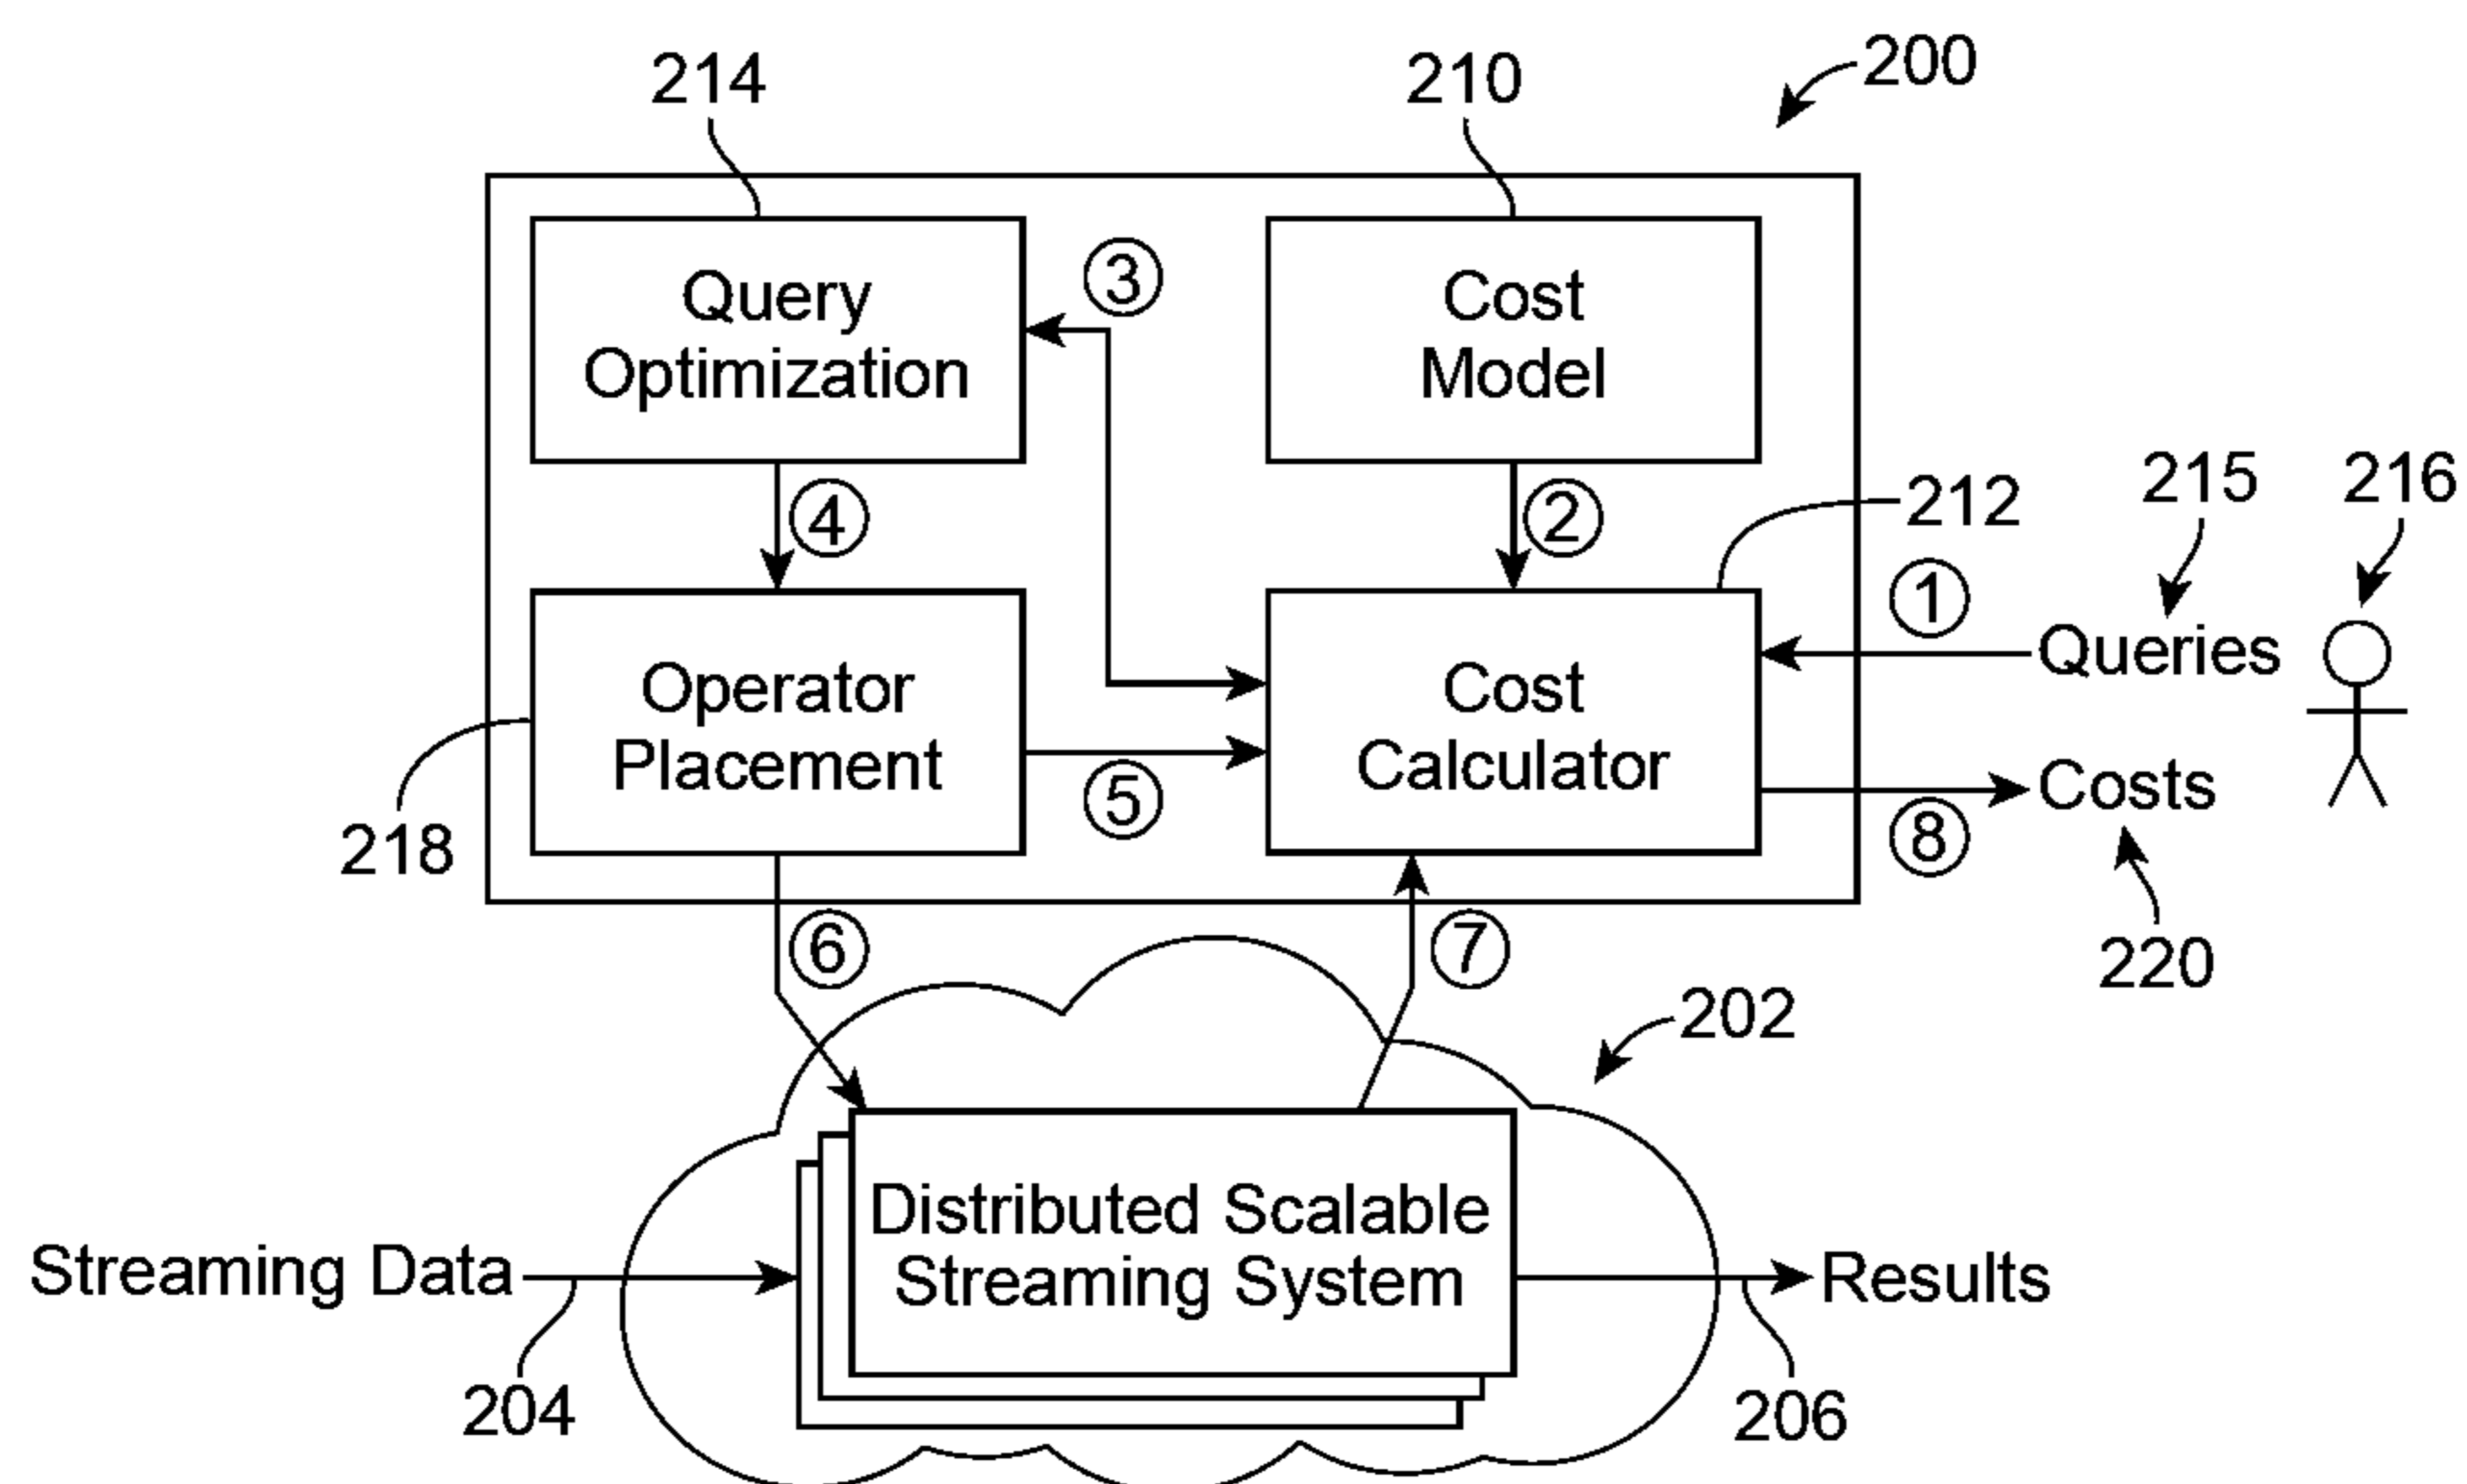 214
210
200
Query
Optimization
③
Cost
Model
④
②
212
215
216
①
Queries
Operator
Placement
Cost
Calculator
⑤
Costs
⑧
218
220
⑥
⑦
202
Distributed Scalable
Streaming System
Streaming Data
Results
204
206